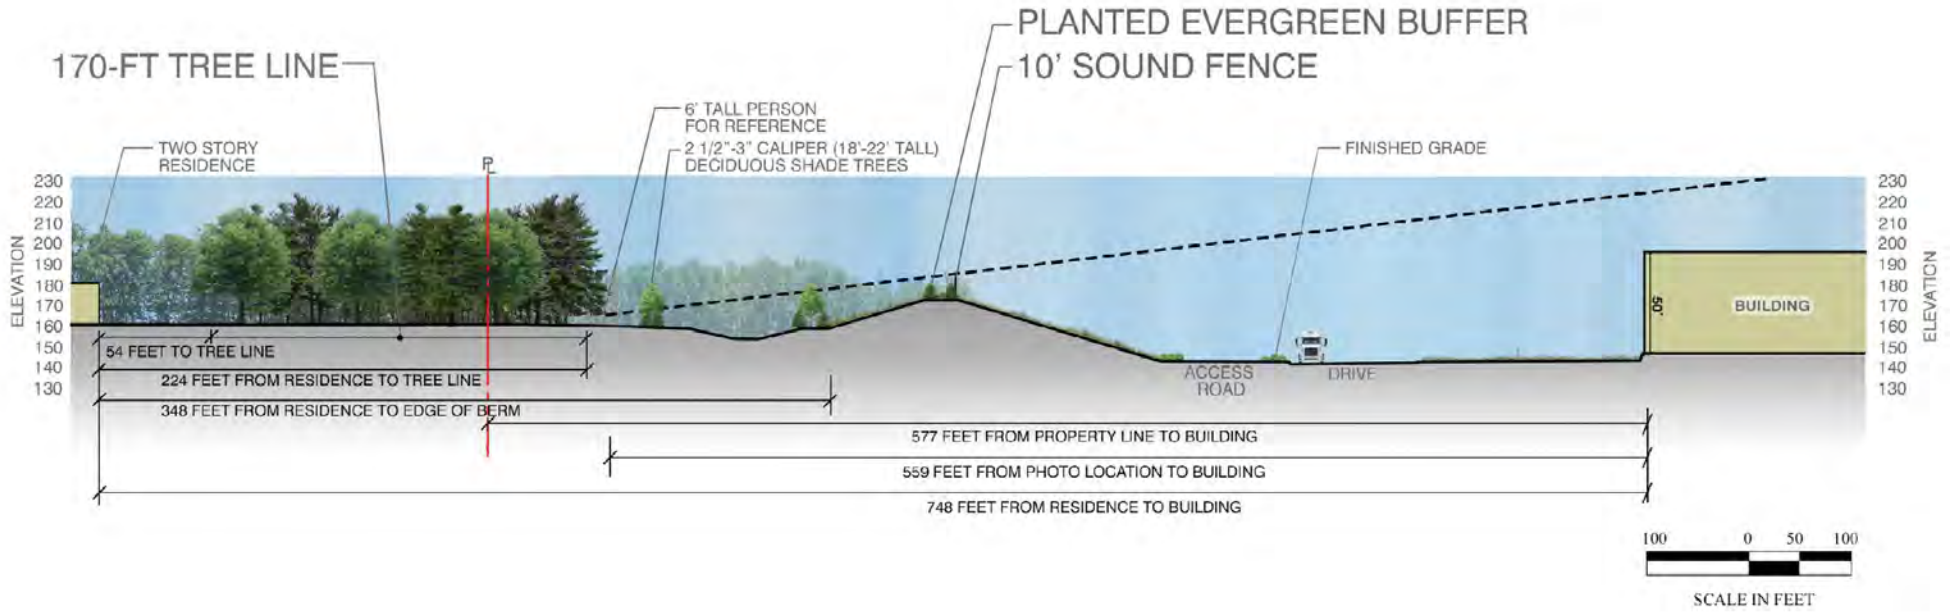 PLANTED EVERGREEN BUFFER
10' SOUND FENCE
170-FT TREE LINE
6' TALL PERSON
FOR REFERENCE
2 1/2"-3" CALIPER (18'-22' TALL)
DECIDUOUS SHADE TREES
TWO STORY
RESIDENCE
PL
FINISHED GRADE
ELEVATION
230
220
210
200
190
180
170
160
150
140
130
230
220
210
200
190
180
170
160
150
140
130
ELEVATION
50'
BUILDING
ACCESS
ROAD
DRIVE
54 FEET TO TREE LINE
224 FEET FROM RESIDENCE TO TREE LINE
348 FEET FROM RESIDENCE TO EDGE OF BERM
577 FEET FROM PROPERTY LINE TO BUILDING
559 FEET FROM PHOTO LOCATION TO BUILDING
748 FEET FROM RESIDENCE TO BUILDING
100 0 50 100
SCALE IN FEET